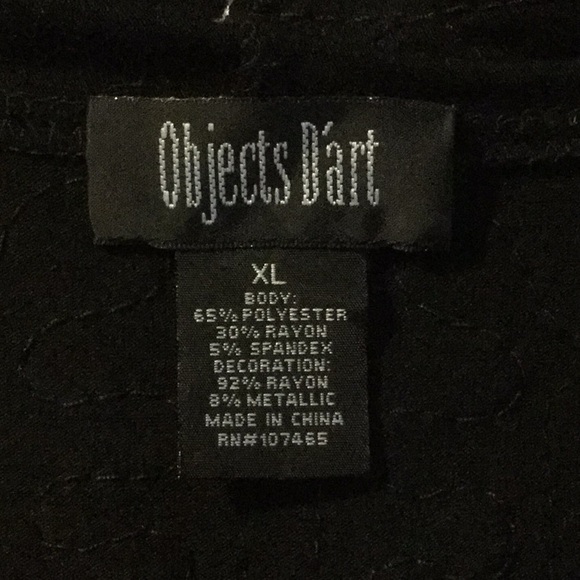 Objects D'art
XL
BODY:
65% POLYESTER
30% RAYON
5% SPANDEX
DECORATION:
92% RAYON
8% METALLIC
MADE IN CHINA
RN#107465